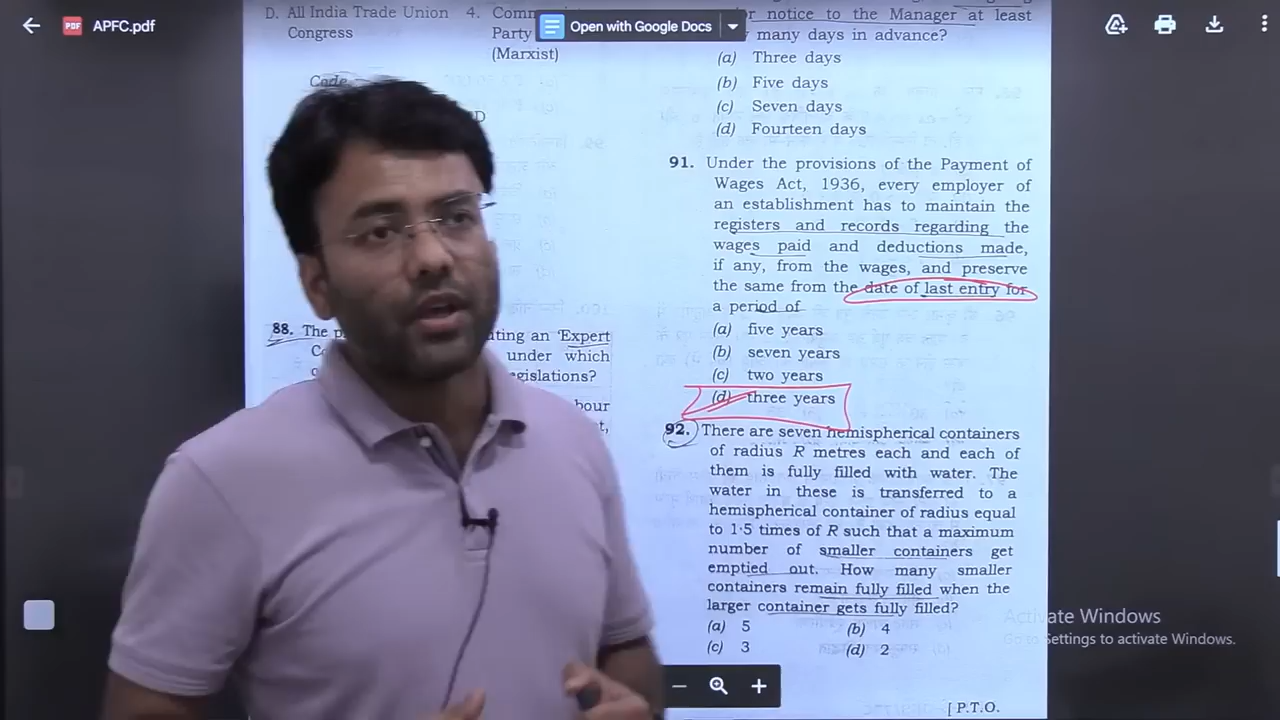 APFC.pdf
Open with Google Docs
D. All India Trade Union 4.
Congress
Party
(Marxist)
Code
88. The
ating an 'Expert
under which
egislations?
bour
notice to the Manager at least
many days in advance?
(a) Three days
(b) Five days
(c) Seven days
(d) Fourteen days
91. Under the provisions of the Payment of
Wages Act, 1936, every employer of
an establishment has to maintain the
registers and records regarding the
wages paid and deductions made,
if any, from the wages, and preserve
the same from the date of last entry for
a period of
(a) five years
(b) seven years
(c) two years
(d) three years
92. There are seven hemispherical containers
of radius R metres each and each of
them is fully filled with water. The
water in these is transferred to a
hemispherical container of radius equal
to 1·5 times of R such that a maximum
number of smaller containers get
emptied out. How many smaller
containers remain fully filled when the
larger container gets fully filled?
(a) 5 (b) 4
(c) 3 (d) 2
[ P.T.O.
Activate Windows
Go to Settings to activate Windows.